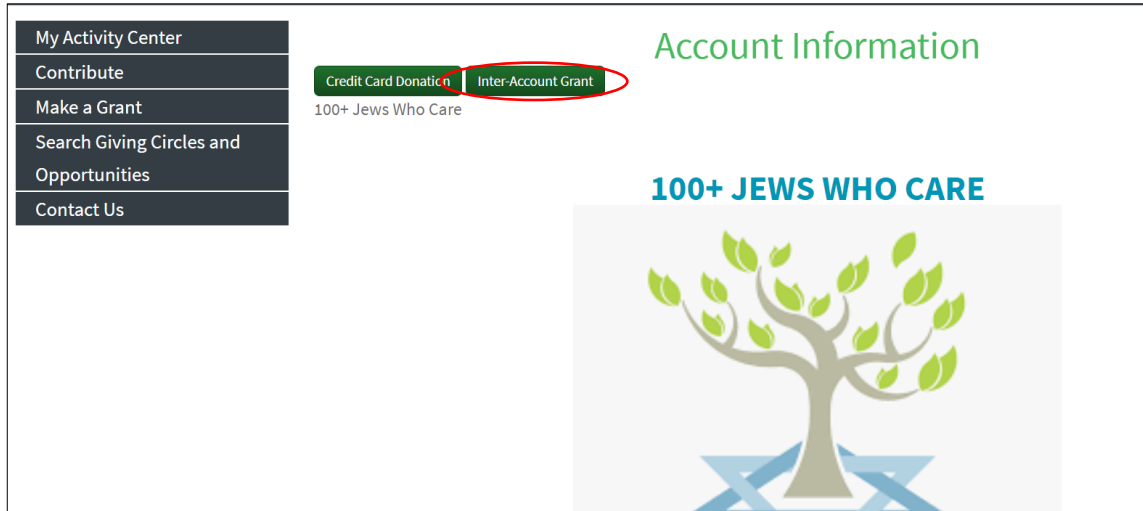 My Activity Center
Contribute
Make a Grant
Search Giving Circles and
Opportunities
Contact Us
Account Information
Credit Card Donation
Inter-Account Grant
100+ Jews Who Care
100+ JEWS WHO CARE